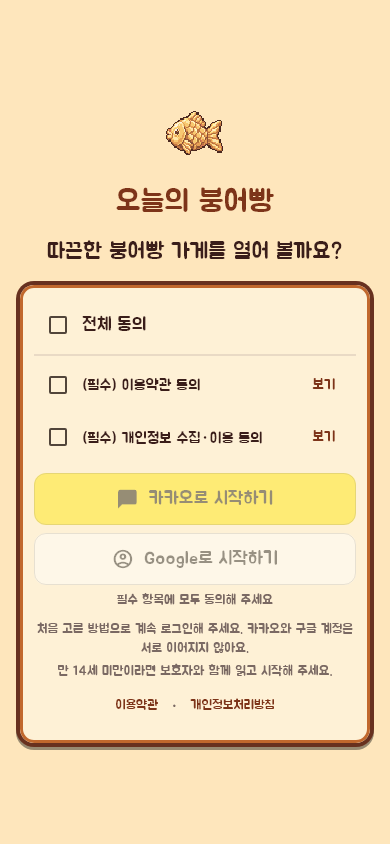 오늘의 붕어빵
따끈한 붕어빵 가게를 열어 볼까요?
전체 동의
(필수) 이용약관 동의 보기
(필수) 개인정보 수집·이용 동의 보기
카카오로 시작하기
Google로 시작하기
필수 항목에 모두 동의해 주세요
처음 고른 방법으로 계속 로그인해 주세요. 카카오와 구글 계정은
서로 이어지지 않아요.
만 14세 미만이라면 보호자와 함께 읽고 시작해 주세요.
이용약관 · 개인정보처리방침